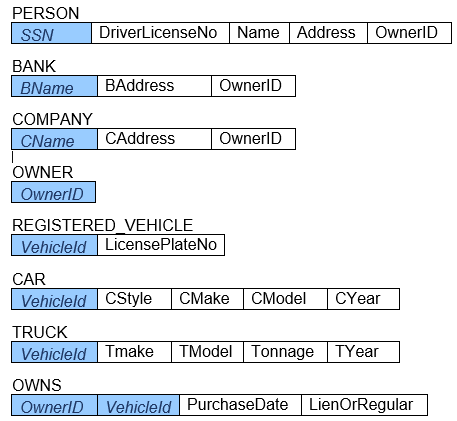 PERSON
SSN DriverLicenseNo Name Address OwnerID
BANK
BName BAddress OwnerID
COMPANY
CName CAddress OwnerID
OWNER
OwnerID
REGISTERED_VEHICLE
VehicleId LicensePlateNo
CAR
VehicleId CStyle CMake CModel CYear
TRUCK
VehicleId Tmake TModel Tonnage TYear
OWNS
OwnerID VehicleId PurchaseDate LienOrRegular